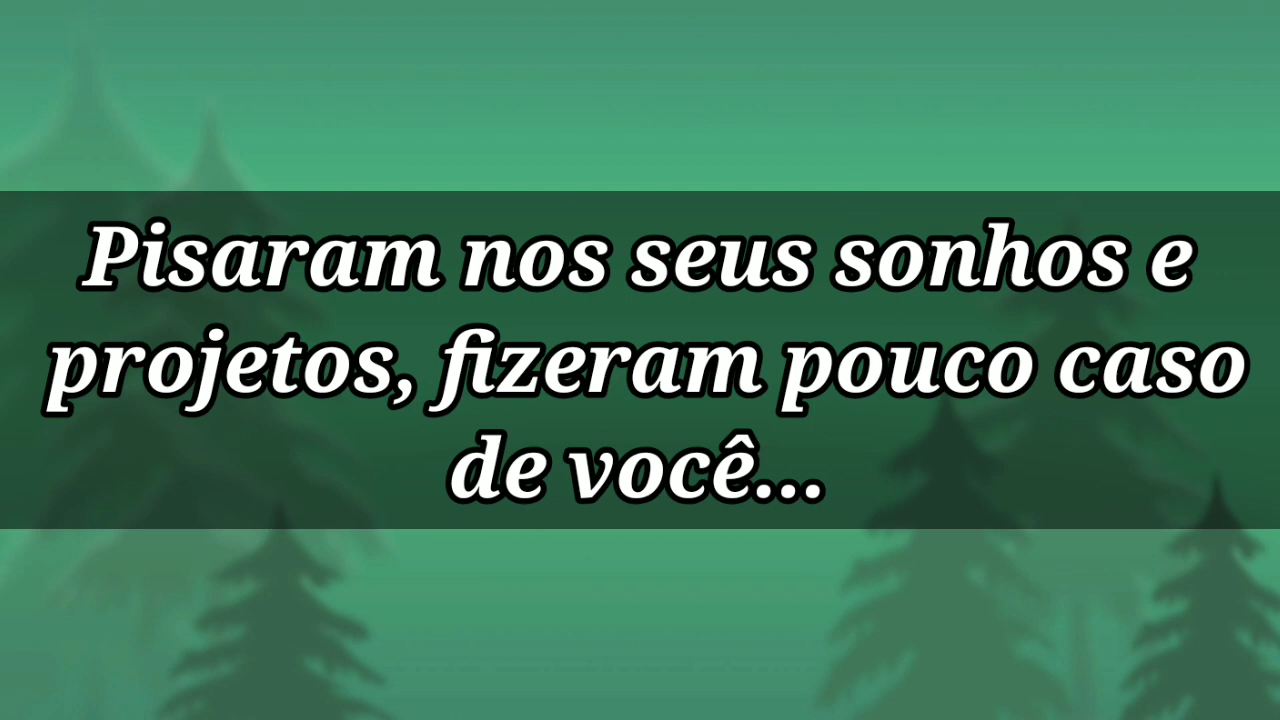 Pisaram nos seus sonhos e
projetos, fizeram pouco caso
de você...